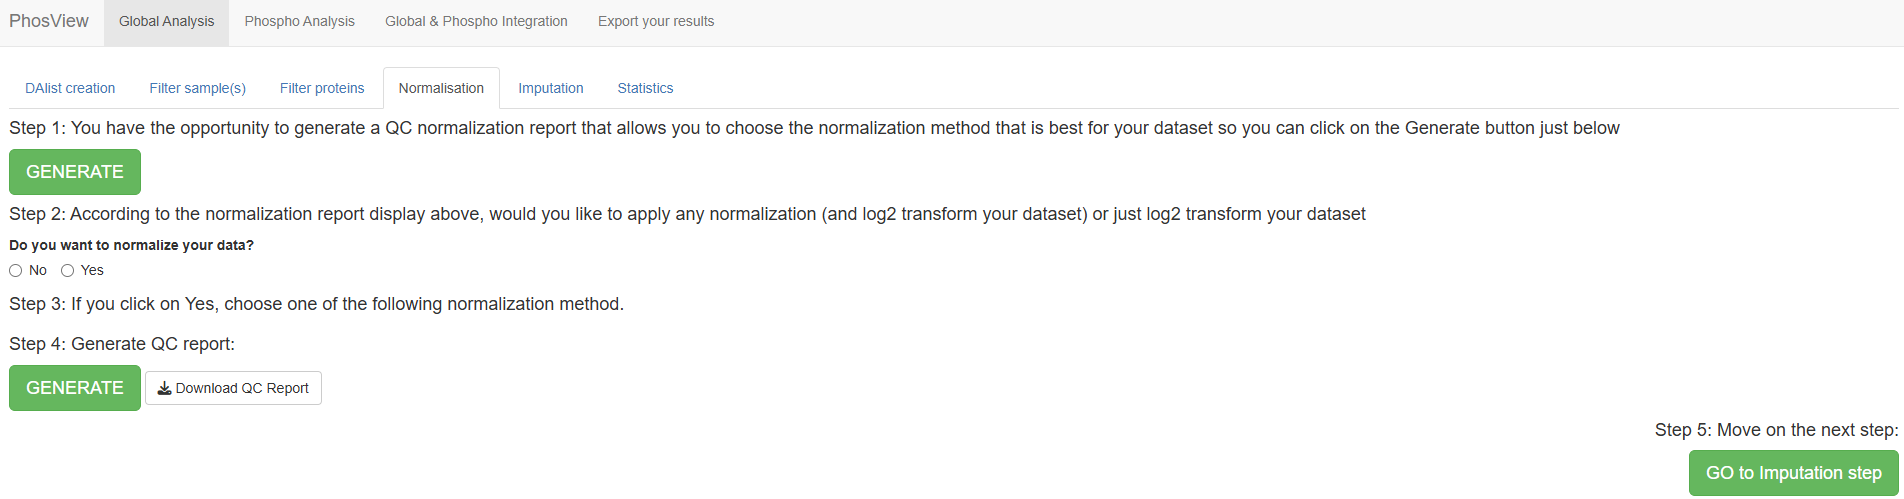 PhosView Global Analysis Phospho Analysis Global & Phospho Integration Export your results
DAlist creation Filter sample(s) Filter proteins Normalisation Imputation Statistics
Step 1: You have the opportunity to generate a QC normalization report that allows you to choose the normalization method that is best for your dataset so you can click on the Generate button just below
GENERATE
Step 2: According to the normalization report display above, would you like to apply any normalization (and log2 transform your dataset) or just log2 transform your dataset
Do you want to normalize your data?
No Yes
Step 3: If you click on Yes, choose one of the following normalization method.
Step 4: Generate QC report:
GENERATE Download QC Report
Step 5: Move on the next step:
GO to Imputation step